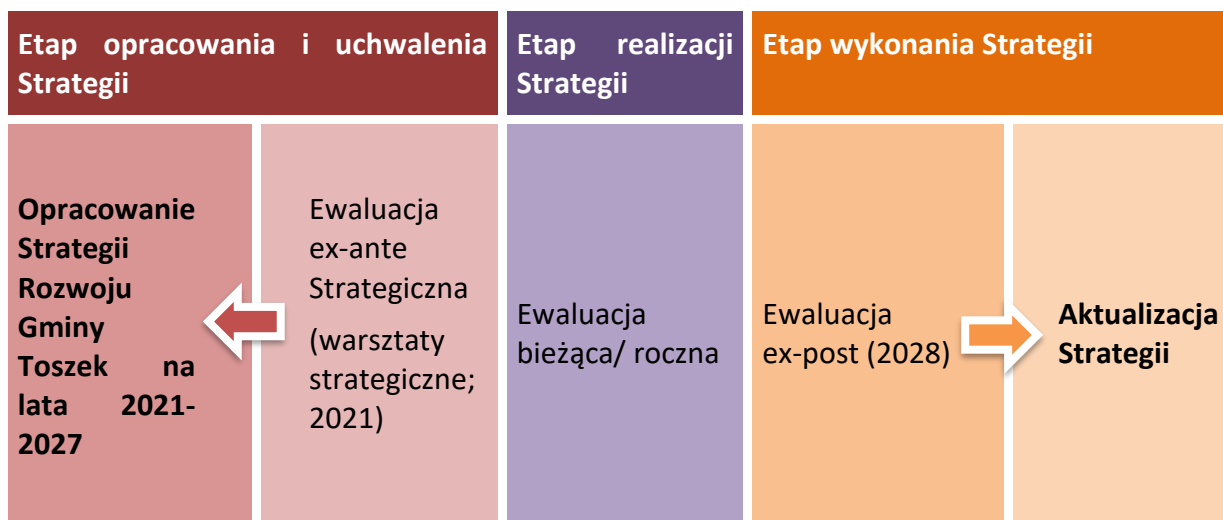 Etap opracowania i uchwalenia
Strategii
Etap realizacji
Strategii
Etap wykonania Strategii
Opracowanie
Strategii
Rozwoju
Gminy
Toszek na
lata 2021-
2027
Ewaluacja
ex-ante
Strategiczna
(warsztaty
strategiczne;
2021)
Ewaluacja
bieżąca/ roczna
Ewaluacja
ex-post (2028)
Aktualizacja
Strategii